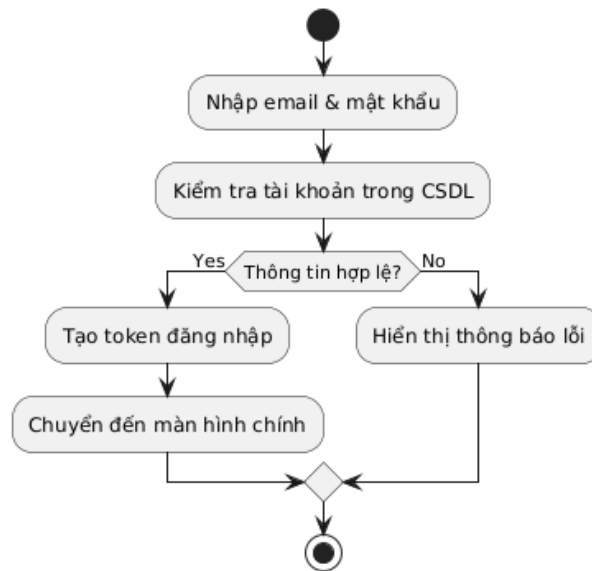 Nhập email & mật khẩu
Kiểm tra tài khoản trong CSDL
Thông tin hợp lệ?
Yes
No
Tạo token đăng nhập
Hiển thị thông báo lỗi
Chuyển đến màn hình chính